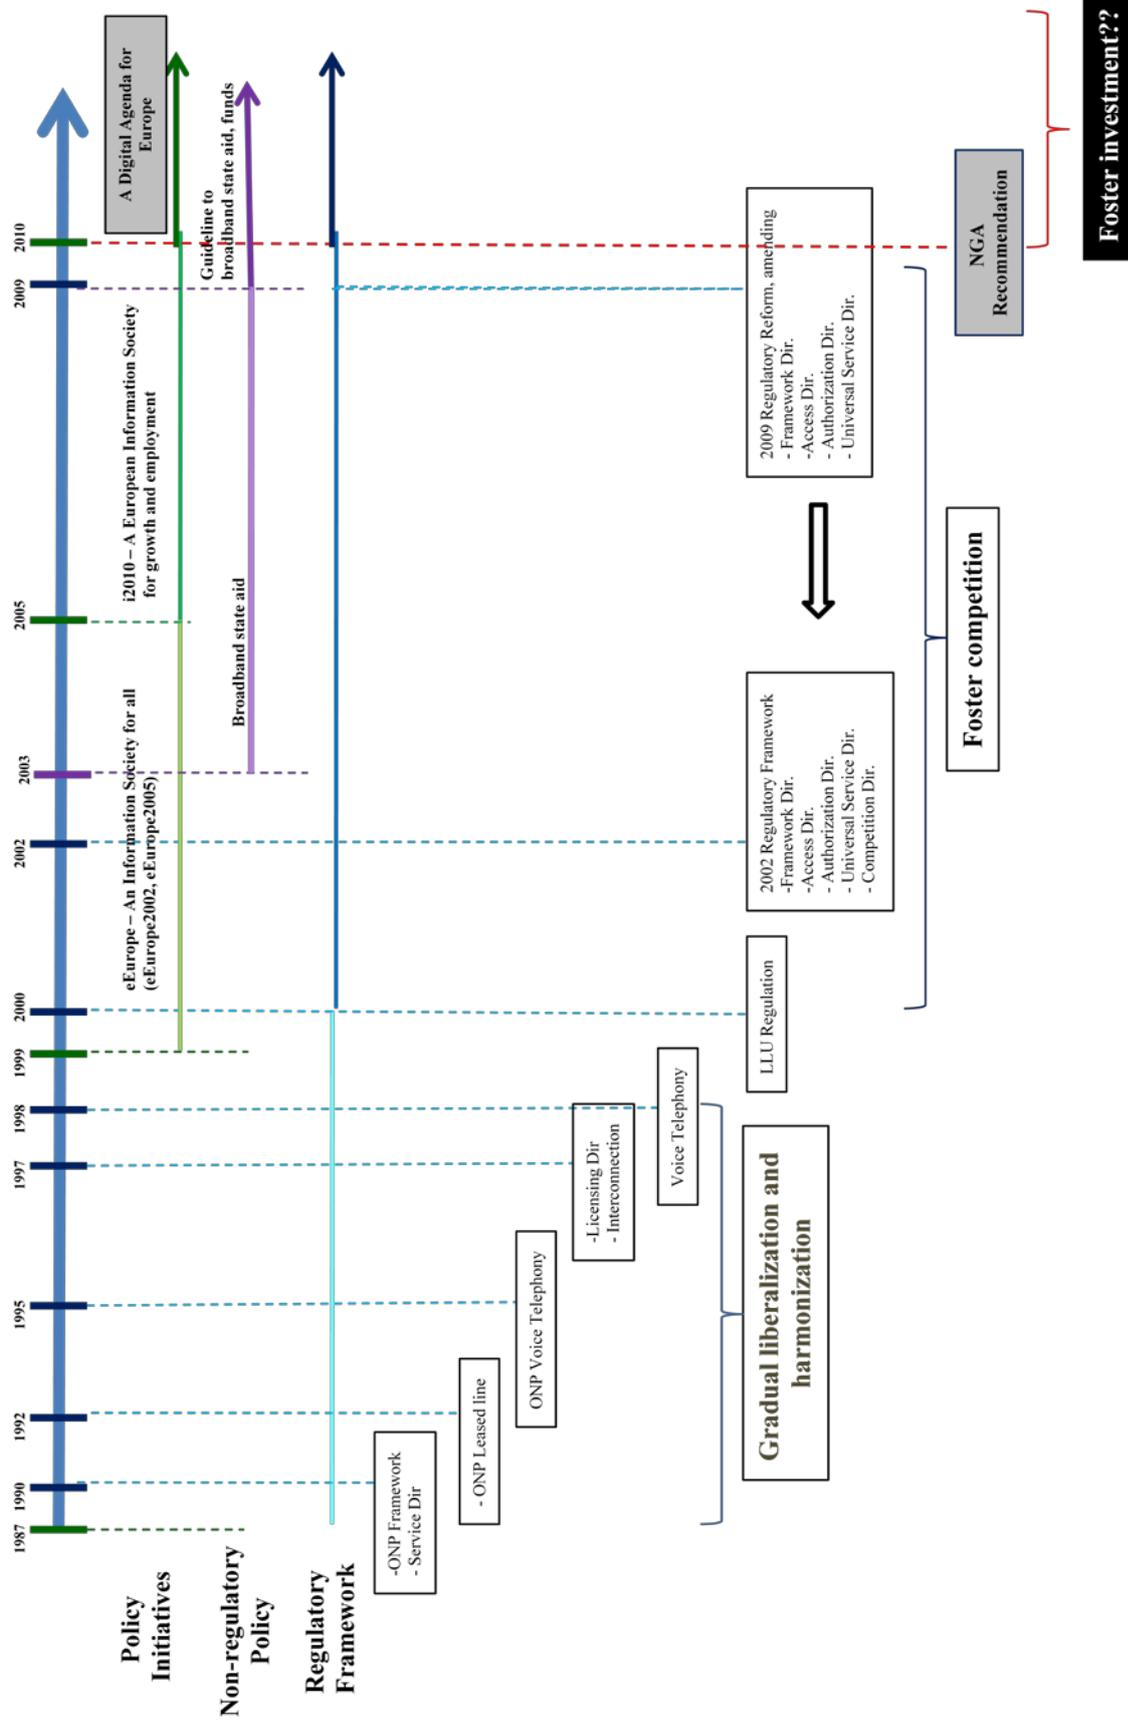 1987
1990
1992
1995
1997
1998
1999
2000
2002
2003
2005
2009
2010
Policy
Initiatives
eEurope – An Information Society for all
(eEurope2002, eEurope2005)
i2010 – A European Information Society
for growth and employment
A Digital Agenda for
Europe
Non-regulatory
Policy
Broadband state aid
Guideline to
broadband state aid, funds
Regulatory
Framework
-ONP Framework
- Service Dir
- ONP Leased line
ONP Voice Telephony
-Licensing Dir
- Interconnection
Voice Telephony
LLU Regulation
2002 Regulatory Framework
-Framework Dir.
-Access Dir.
- Authorization Dir.
- Universal Service Dir.
- Competition Dir.
2009 Regulatory Reform, amending
- Framework Dir.
-Access Dir.
- Authorization Dir.
- Universal Service Dir.
Gradual liberalization and
harmonization
Foster competition
NGA
Recommendation
Foster investment??